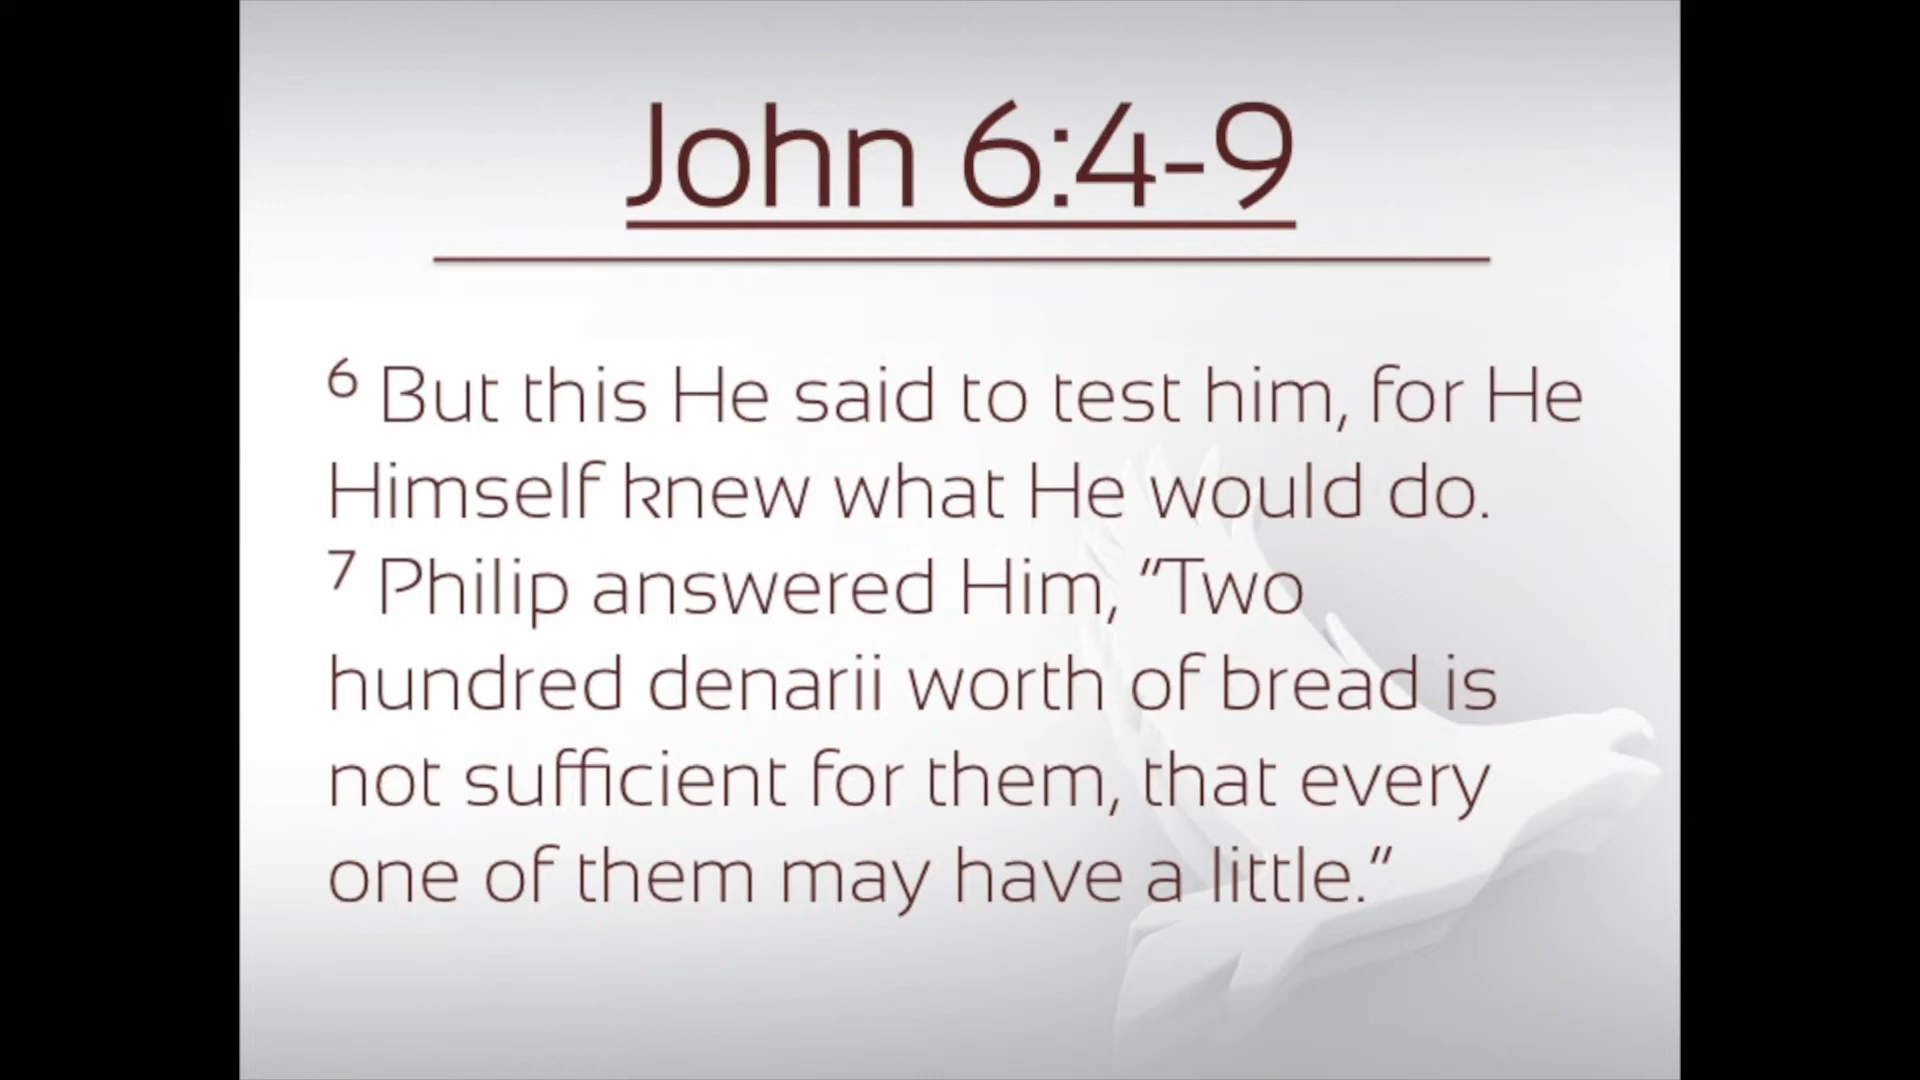 John 6:4-9
6 But this He said to test him, for He
Himself knew what He would do.
7 Philip answered Him, “Two
hundred denarii worth of bread is
not sufficient for them, that every
one of them may have a little.”